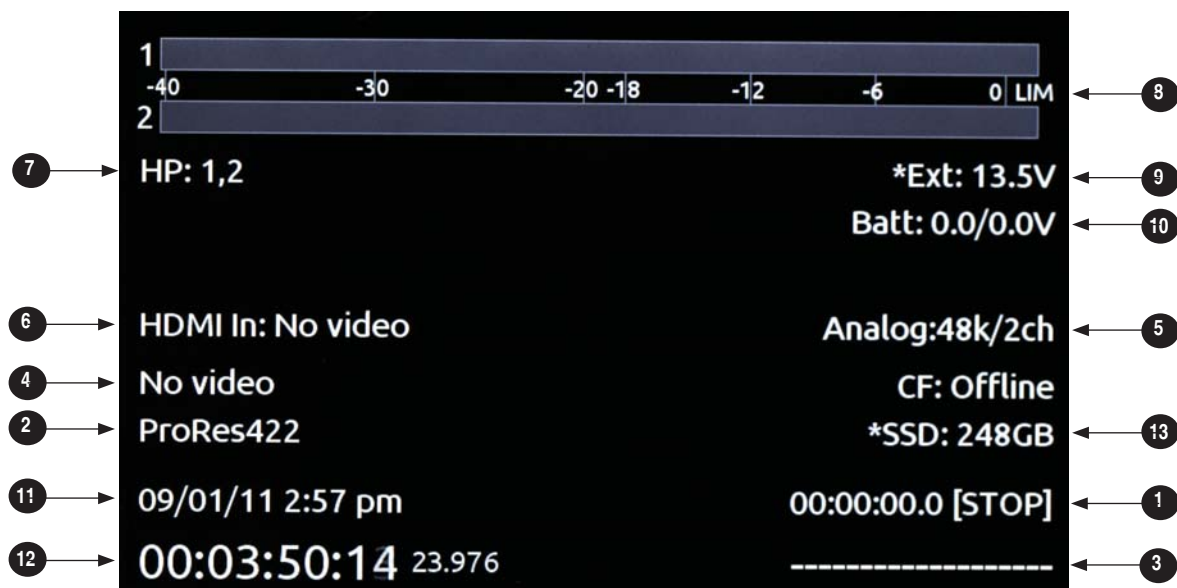 1
-40 -30 -20 -18 -12 -6 0 LIM
8
2
7
HP: 1,2
*Ext: 13.5V
9
Batt: 0.0/0.0V
10
6
HDMI In: No video
Analog:48k/2ch
5
4
No video
CF: Offline
2
ProRes422
*SSD: 248GB
13
11
09/01/11 2:57 pm
00:00:00.0 [STOP]
1
12
00:03:50:14 23.976
-------------------
3